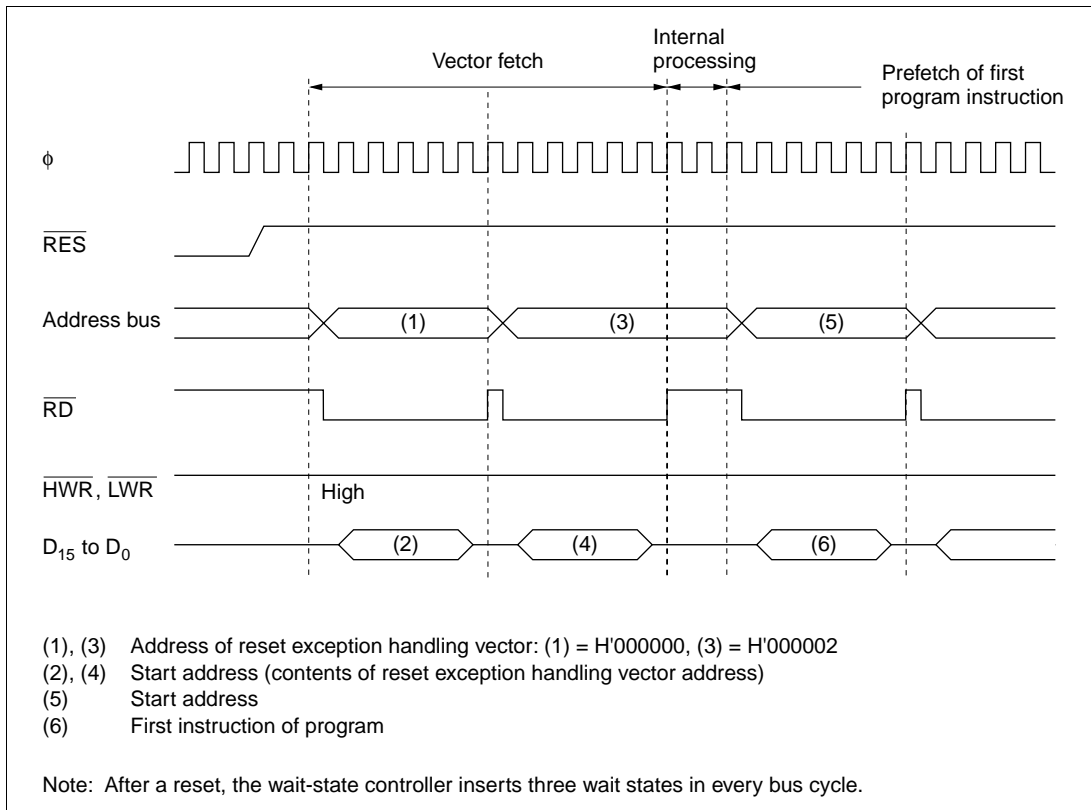 Vector fetch
Internal
processing
Prefetch of first
program instruction
ϕ
RES
Address bus
(1)
(3)
(5)
RD
HWR, LWR
High
D15 to D0
(2)
(4)
(6)
(1), (3) Address of reset exception handling vector: (1) = H'000000, (3) = H'000002
(2), (4) Start address (contents of reset exception handling vector address)
(5) Start address
(6) First instruction of program
Note: After a reset, the wait-state controller inserts three wait states in every bus cycle.